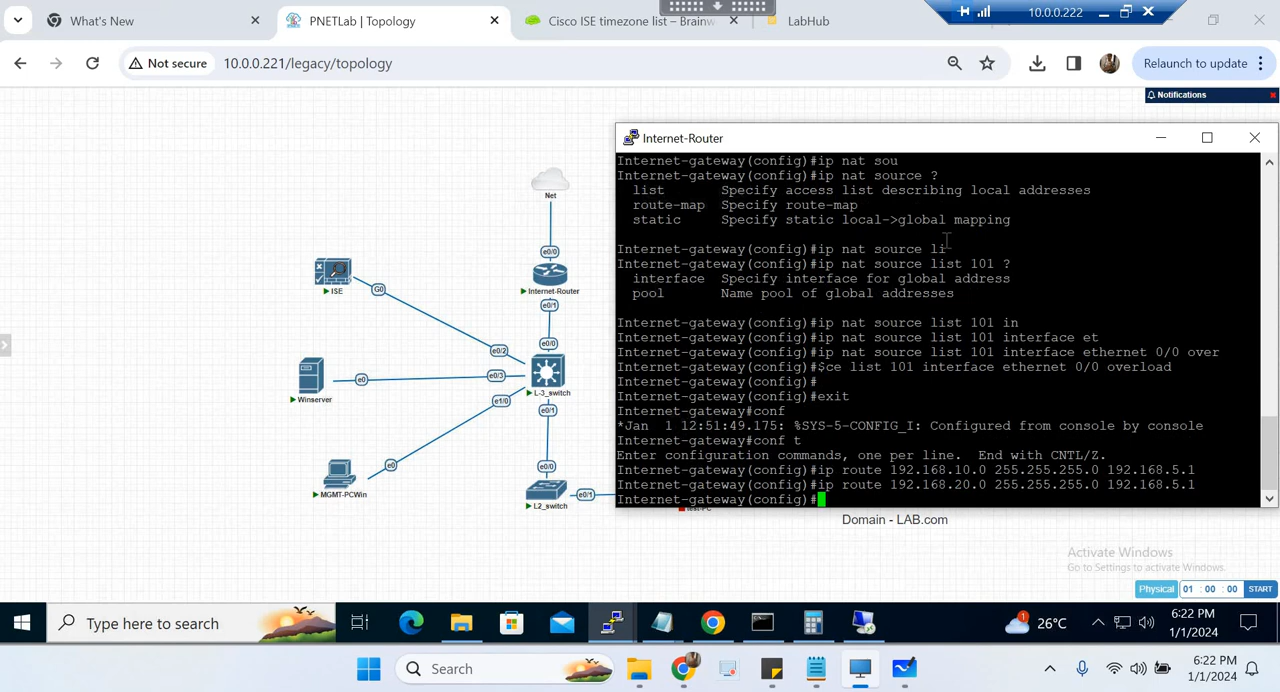 What's New
PNETLab | Topology
Cisco ISE timezone list – Brainw
LabHub
10.0.0.222
Not secure
10.0.0.221/legacy/topology
Relaunch to update
Notifications
Internet-Router
Internet-gateway(config)#ip nat sou
Internet-gateway(config)#ip nat source ?
list Specify access list describing local addresses
route-map Specify route-map
static Specify static local->global mapping
Internet-gateway(config)#ip nat source li
Internet-gateway(config)#ip nat source list 101 ?
interface Specify interface for global address
pool Name pool of global addresses
Internet-gateway(config)#ip nat source list 101 in
Internet-gateway(config)#ip nat source list 101 interface et
Internet-gateway(config)#ip nat source list 101 interface ethernet 0/0 over
Internet-gateway(config)#$ce list 101 interface ethernet 0/0 overload
Internet-gateway(config)#
Internet-gateway(config)#exit
Internet-gateway#conf
*Jan 1 12:51:49.175: %SYS-5-CONFIG_I: Configured from console by console
Internet-gateway#conf t
Enter configuration commands, one per line. End with CNTL/Z.
Internet-gateway(config)#ip route 192.168.10.0 255.255.255.0 192.168.5.1
Internet-gateway(config)#ip route 192.168.20.0 255.255.255.0 192.168.5.1
Internet-gateway(config)#
Net
e0/0
Internet-Router
e0/1
ISE
G0
e0/0
e0/2
L-3_switch
e0/3
e0
Winserver
e1/0
e0/1
e0
MGMT-PCWin
e0/0
L2_switch
e0/1
test-PC
Domain - LAB.com
Activate Windows
Go to Settings to activate Windows.
Physical
01 : 00 : 00
START
Type here to search
26°C
6:22 PM
1/1/2024
Search
6:22 PM
1/1/2024